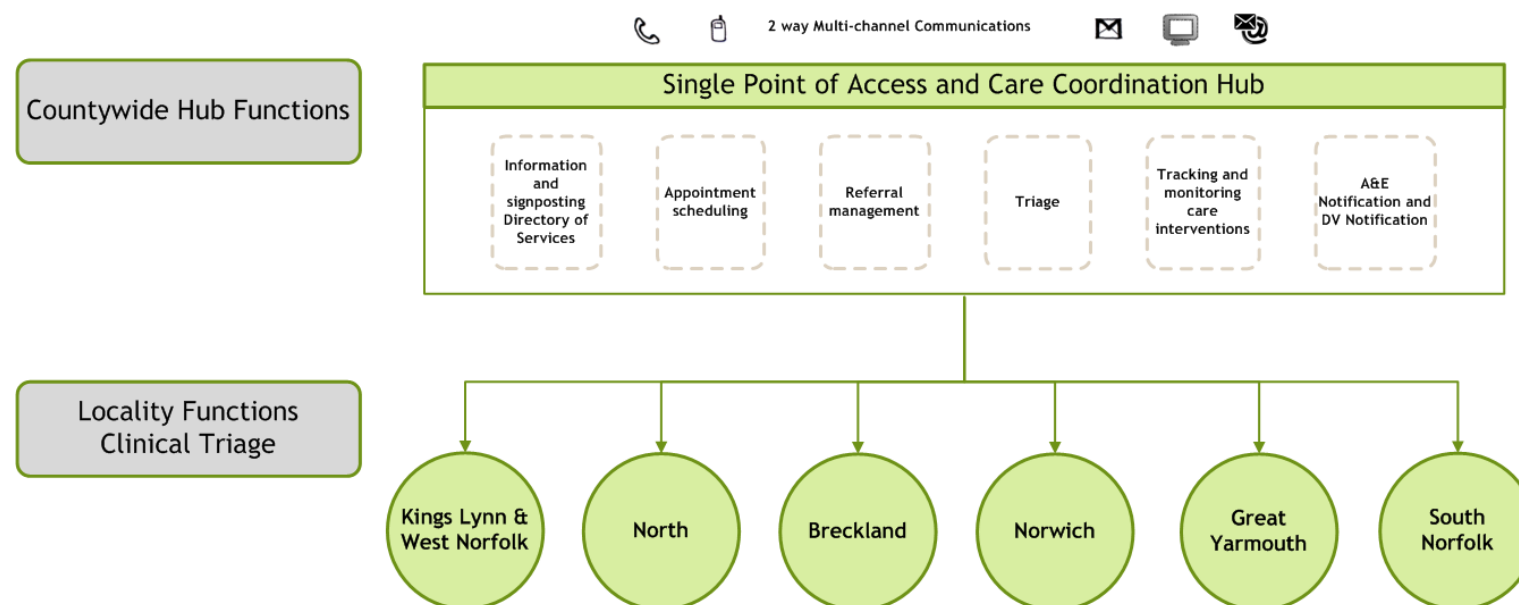 2 way Multi-channel Communications
Countywide Hub Functions
Single Point of Access and Care Coordination Hub
Information
and
signposting
Directory of
Services
Appointment
scheduling
Referral
management
Triage
Tracking and
monitoring
care
interventions
A&E
Notification and
DV Notification
Locality Functions
Clinical Triage
Kings Lynn &
West Norfolk
North
Breckland
Norwich
Great
Yarmouth
South
Norfolk